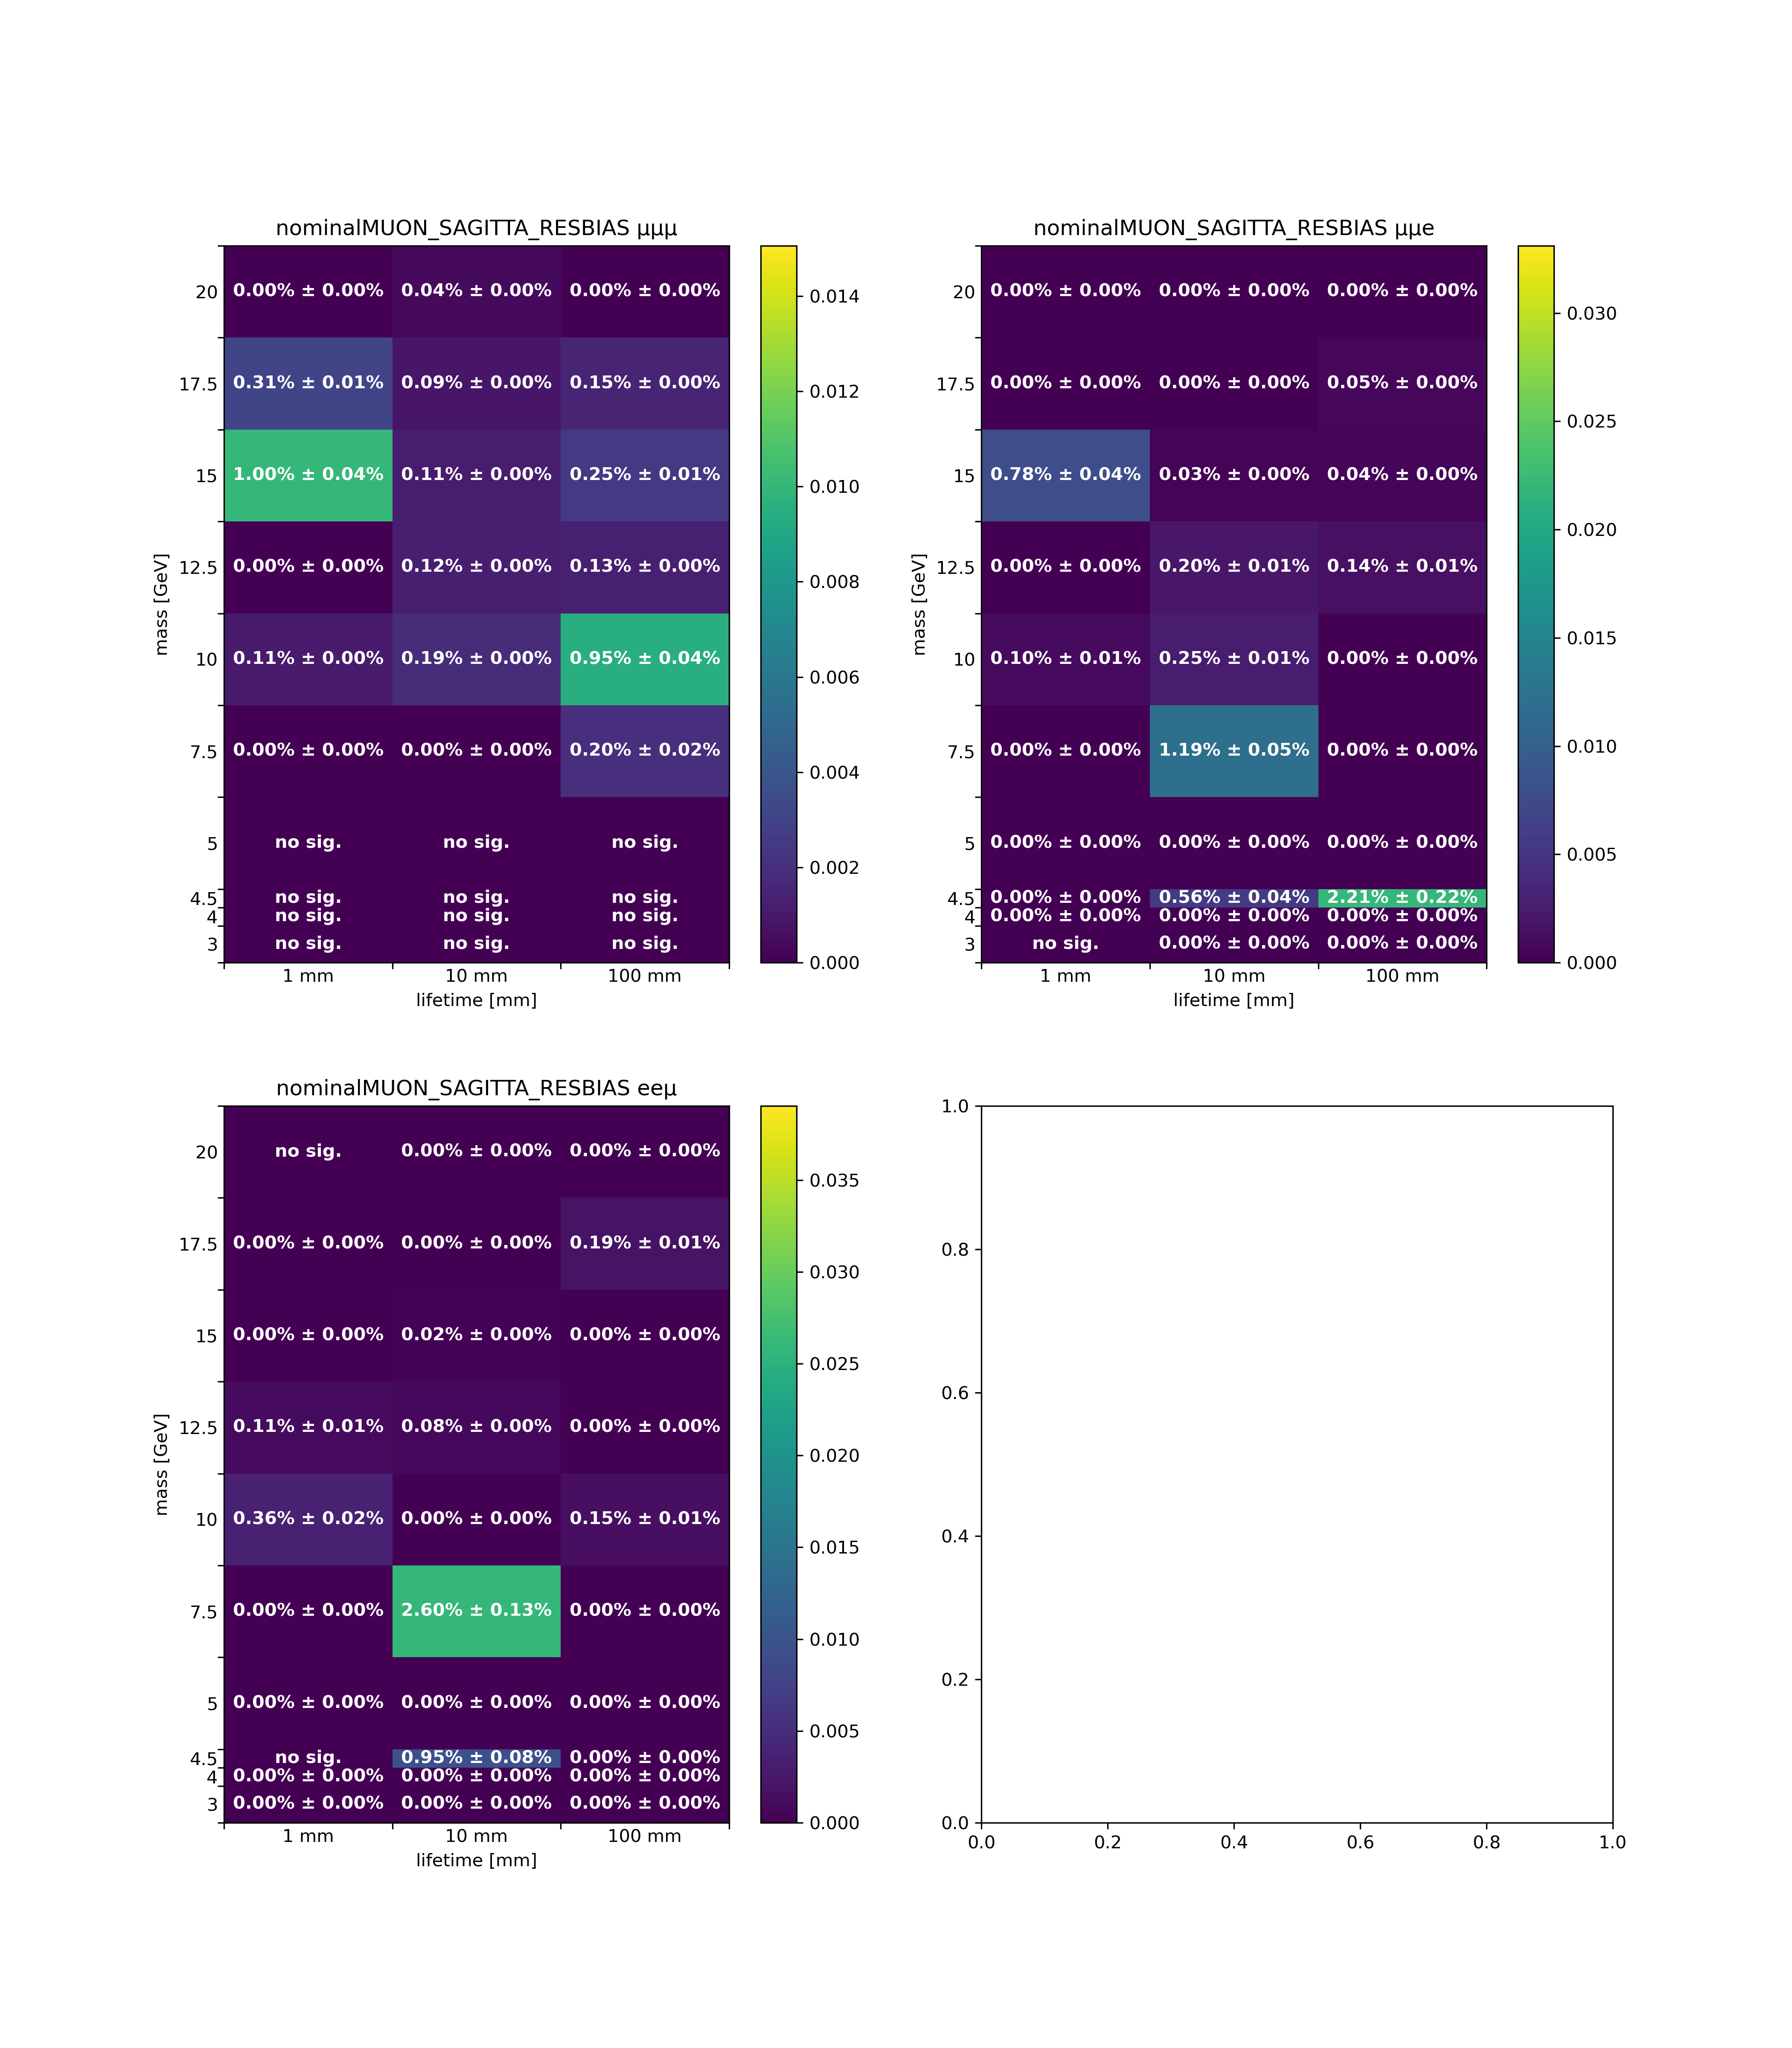 nominalMUON_SAGITTA_RESBIAS μμμ
20 0.00% ± 0.00% 0.04% ± 0.00% 0.00% ± 0.00%
17.5 0.31% ± 0.01% 0.09% ± 0.00% 0.15% ± 0.00%
15 1.00% ± 0.04% 0.11% ± 0.00% 0.25% ± 0.01%
12.5 0.00% ± 0.00% 0.12% ± 0.00% 0.13% ± 0.00%
10 0.11% ± 0.00% 0.19% ± 0.00% 0.95% ± 0.04%
7.5 0.00% ± 0.00% 0.00% ± 0.00% 0.20% ± 0.02%
5 no sig. no sig. no sig.
4.5 no sig. no sig. no sig.
4 no sig. no sig. no sig.
3 no sig. no sig. no sig.
1 mm 10 mm 100 mm
lifetime [mm]
mass [GeV]
0.014
0.012
0.010
0.008
0.006
0.004
0.002
0.000
nominalMUON_SAGITTA_RESBIAS μμe
20 0.00% ± 0.00% 0.00% ± 0.00% 0.00% ± 0.00%
17.5 0.00% ± 0.00% 0.00% ± 0.00% 0.05% ± 0.00%
15 0.78% ± 0.04% 0.03% ± 0.00% 0.04% ± 0.00%
12.5 0.00% ± 0.00% 0.20% ± 0.01% 0.14% ± 0.01%
10 0.10% ± 0.01% 0.25% ± 0.01% 0.00% ± 0.00%
7.5 0.00% ± 0.00% 1.19% ± 0.05% 0.00% ± 0.00%
5 0.00% ± 0.00% 0.00% ± 0.00% 0.00% ± 0.00%
4.5 0.00% ± 0.00% 0.56% ± 0.04% 2.21% ± 0.22%
4 0.00% ± 0.00% 0.00% ± 0.00% 0.00% ± 0.00%
3 no sig. 0.00% ± 0.00% 0.00% ± 0.00%
1 mm 10 mm 100 mm
lifetime [mm]
mass [GeV]
0.030
0.025
0.020
0.015
0.010
0.005
0.000
nominalMUON_SAGITTA_RESBIAS eeμ
20 no sig. 0.00% ± 0.00% 0.00% ± 0.00%
17.5 0.00% ± 0.00% 0.00% ± 0.00% 0.19% ± 0.01%
15 0.00% ± 0.00% 0.02% ± 0.00% 0.00% ± 0.00%
12.5 0.11% ± 0.01% 0.08% ± 0.00% 0.00% ± 0.00%
10 0.36% ± 0.02% 0.00% ± 0.00% 0.15% ± 0.01%
7.5 0.00% ± 0.00% 2.60% ± 0.13% 0.00% ± 0.00%
5 0.00% ± 0.00% 0.00% ± 0.00% 0.00% ± 0.00%
4.5 no sig. 0.95% ± 0.08% 0.00% ± 0.00%
4 0.00% ± 0.00% 0.00% ± 0.00% 0.00% ± 0.00%
3 0.00% ± 0.00% 0.00% ± 0.00% 0.00% ± 0.00%
1 mm 10 mm 100 mm
lifetime [mm]
mass [GeV]
0.035
0.030
0.025
0.020
0.015
0.010
0.005
0.000
1.0
0.8
0.6
0.4
0.2
0.0
0.0 0.2 0.4 0.6 0.8 1.0